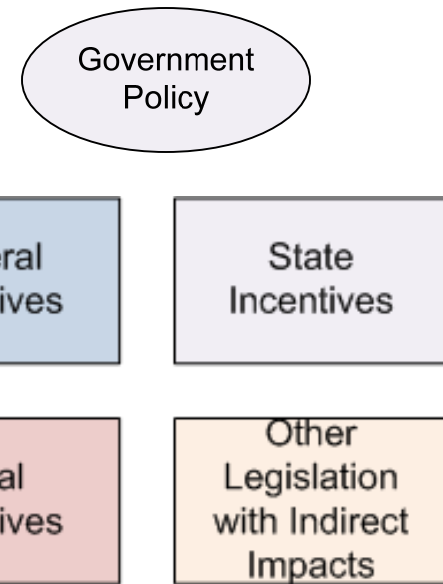 Government
Policy
State
Incentives
Other
Legislation
with Indirect
Impacts